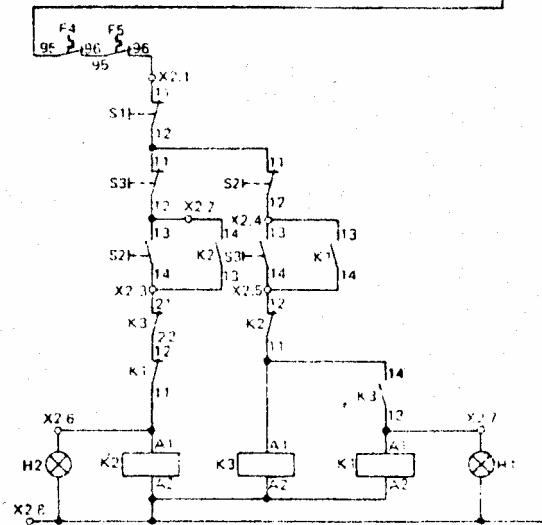 F4 F5
95 96 96
95
X2.1
11
S1
12
11 11
S3 S2
12 12
X2.2 X2.4
13 14 13 13
S2 K2 S3 K1
14 13 14 14
X2.3 X2.5
21 12
K3 K2
22 11
12
K1
11
14
K3
13
X2.6 X2.7
A1 A1 A1
H2 K2 K3 K1 H1
A2 A2 A2
X2.8